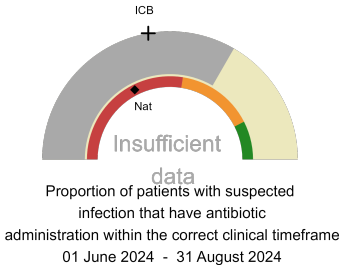 ICB
Nat
Insufficient
data
Proportion of patients with suspected
infection that have antibiotic
administration within the correct clinical timeframe
01 June 2024 - 31 August 2024